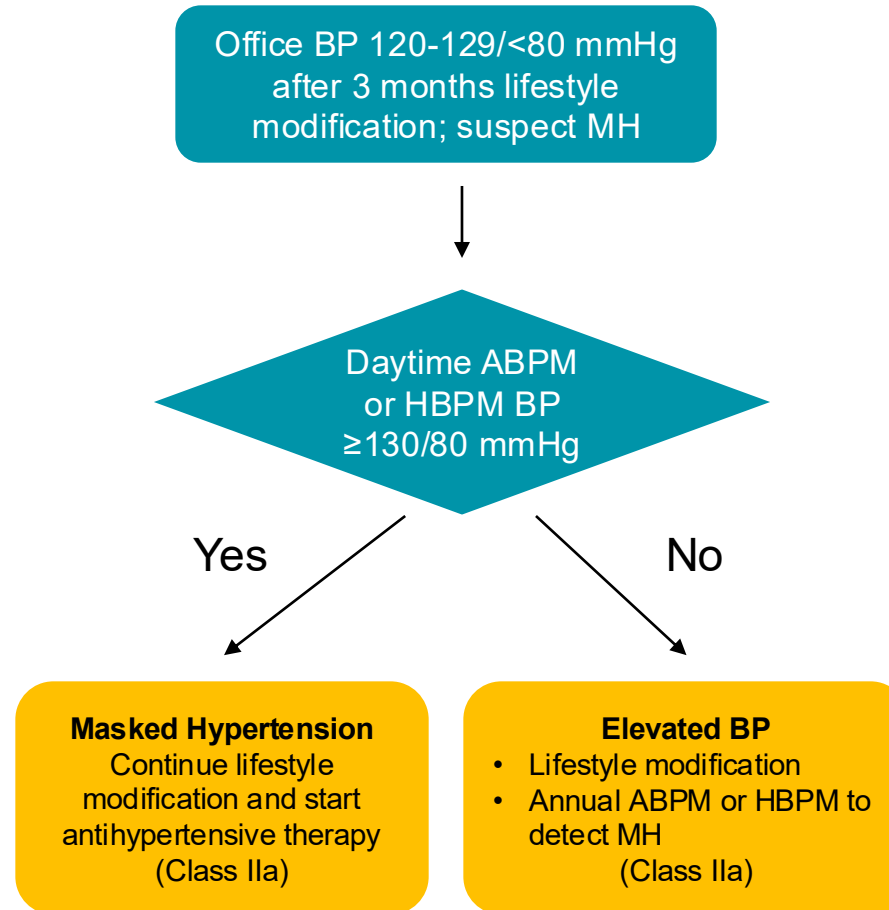 Office BP 120-129/<80 mmHg
after 3 months lifestyle
modification; suspect MH
Daytime ABPM
or HBPM BP
≥130/80 mmHg
Yes
No
Masked Hypertension
Continue lifestyle
modification and start
antihypertensive therapy
(Class IIa)
Elevated BP
• Lifestyle modification
• Annual ABPM or HBPM to
detect MH
(Class IIa)